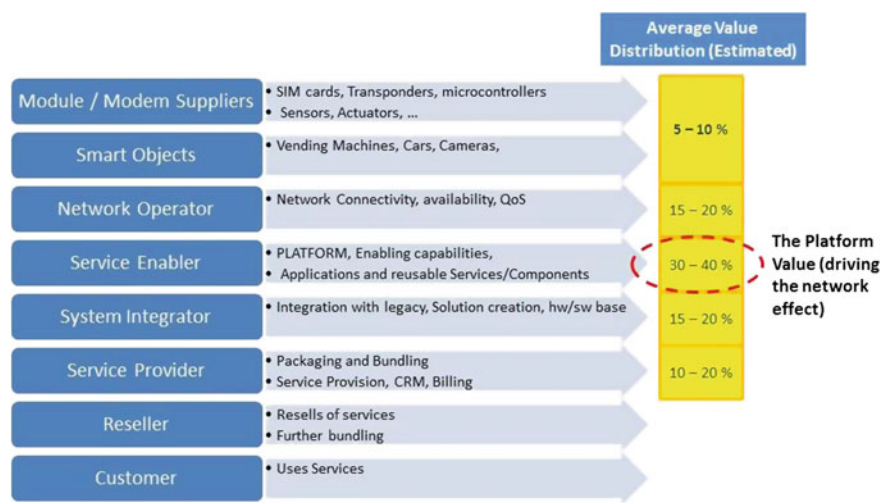 Average Value
Distribution (Estimated)
Module / Modem Suppliers
• SIM cards, Transponders, microcontrollers
• Sensors, Actuators, ...
5 – 10 %
Smart Objects
• Vending Machines, Cars, Cameras,
Network Operator
• Network Connectivity, availability, QoS
15 – 20 %
Service Enabler
• PLATFORM, Enabling capabilities,
• Applications and reusable Services/Components
30 – 40 %
The Platform
Value (driving
the network
effect)
System Integrator
• Integration with legacy, Solution creation, hw/sw base
15 – 20 %
Service Provider
• Packaging and Bundling
• Service Provision, CRM, Billing
10 – 20 %
Reseller
• Resells of services
• Further bundling
Customer
• Uses Services